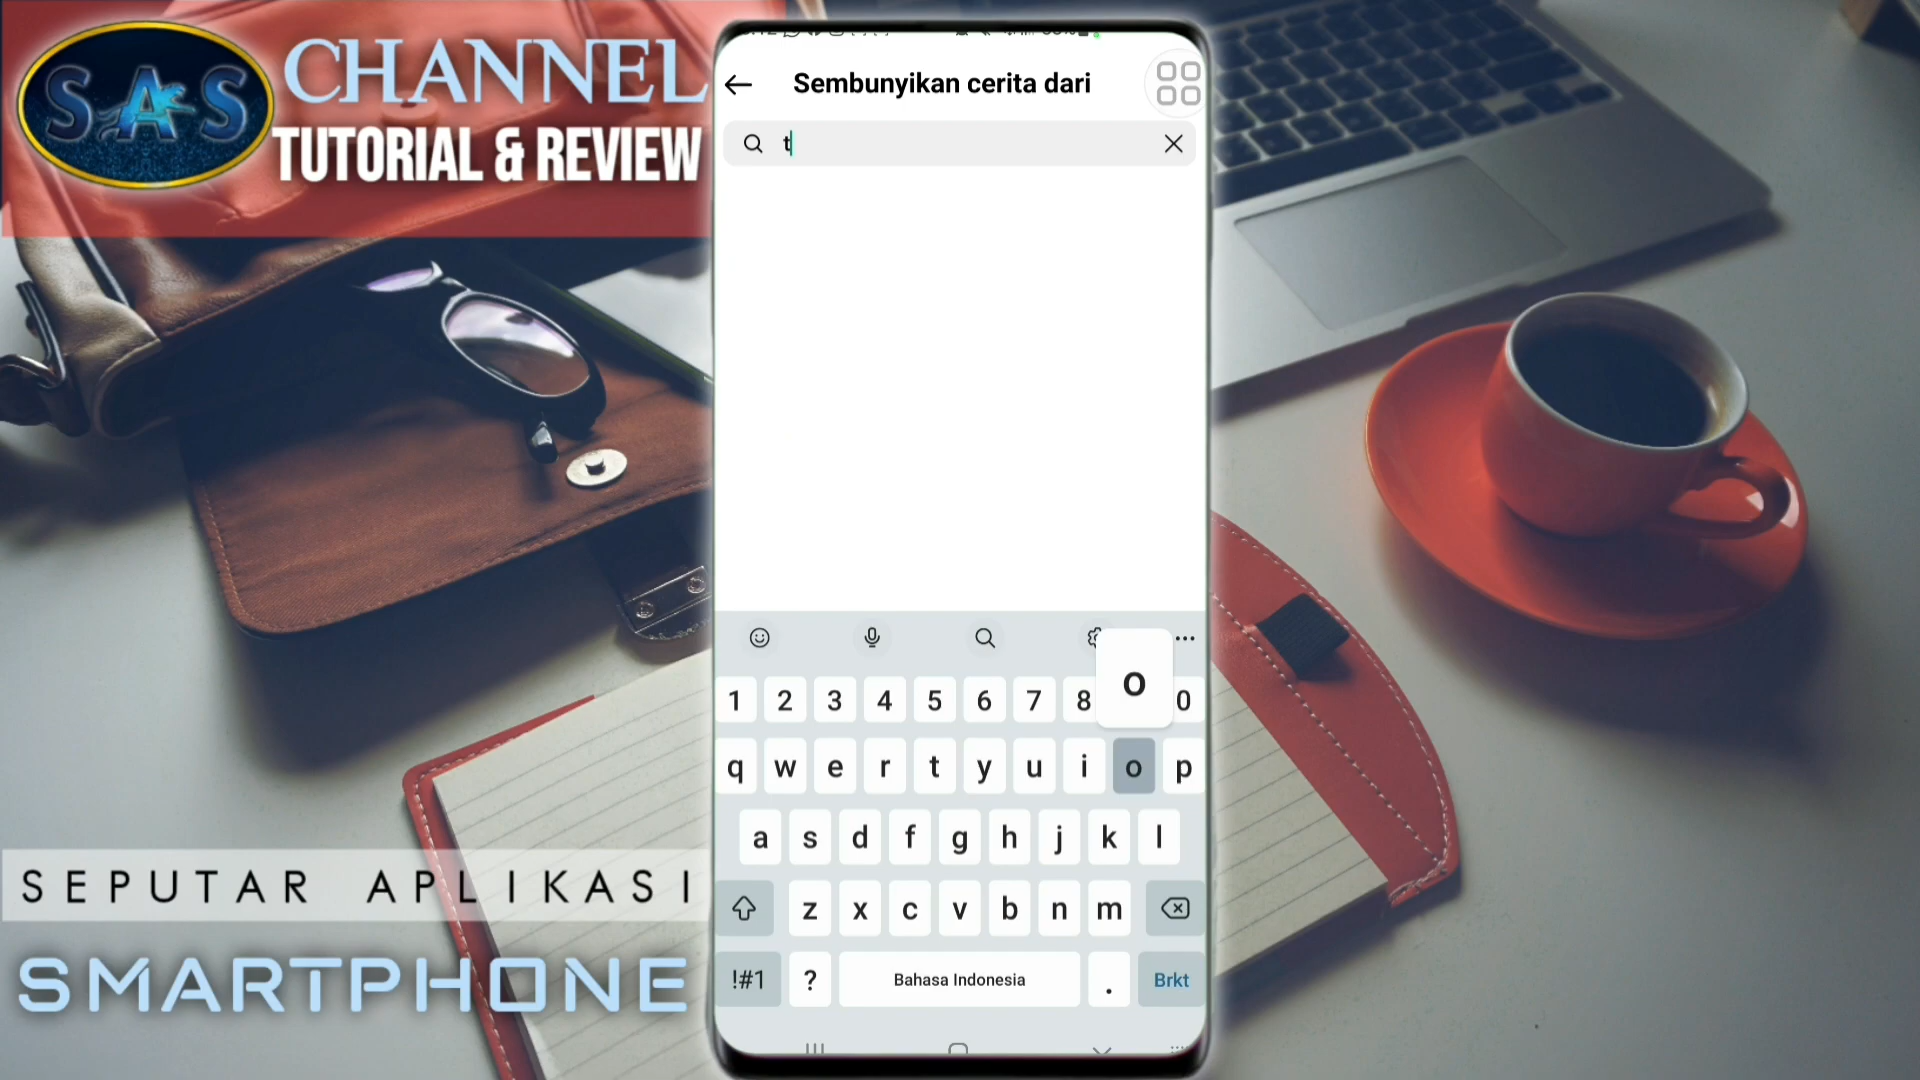 SAS
CHANNEL
TUTORIAL & REVIEW
Sembunyikan cerita dari
t
o
1 2 3 4 5 6 7 8 0
q w e r t y u i o p
a s d f g h j k l
z x c v b n m
!#1 ? Bahasa Indonesia . Brkt
SEPUTAR APLIKASI
SMARTPHONE